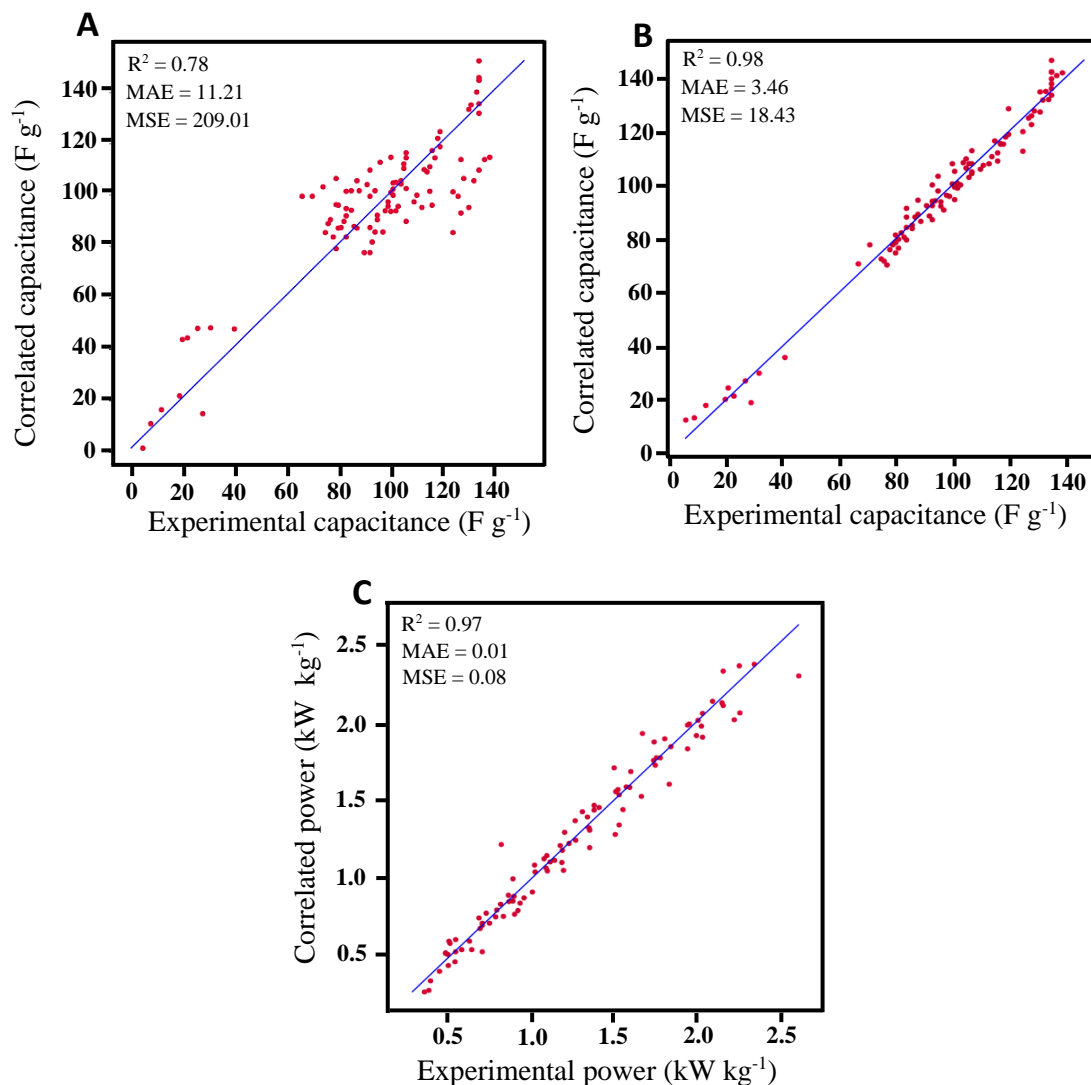 A
R² = 0.78
MAE = 11.21
MSE = 209.01
Correlated capacitance (F g⁻¹)
140
120
100
80
60
40
20
0
0 20 40 60 80 100 120 140
Experimental capacitance (F g⁻¹)
B
R² = 0.98
MAE = 3.46
MSE = 18.43
Correlated capacitance (F g⁻¹)
140
120
100
80
60
40
20
0
0 20 40 60 80 100 120 140
Experimental capacitance (F g⁻¹)
C
R² = 0.97
MAE = 0.01
MSE = 0.08
Correlated power (kW kg⁻¹)
2.5
2.0
1.5
1.0
0.5
0.5 1.0 1.5 2.0 2.5
Experimental power (kW kg⁻¹)